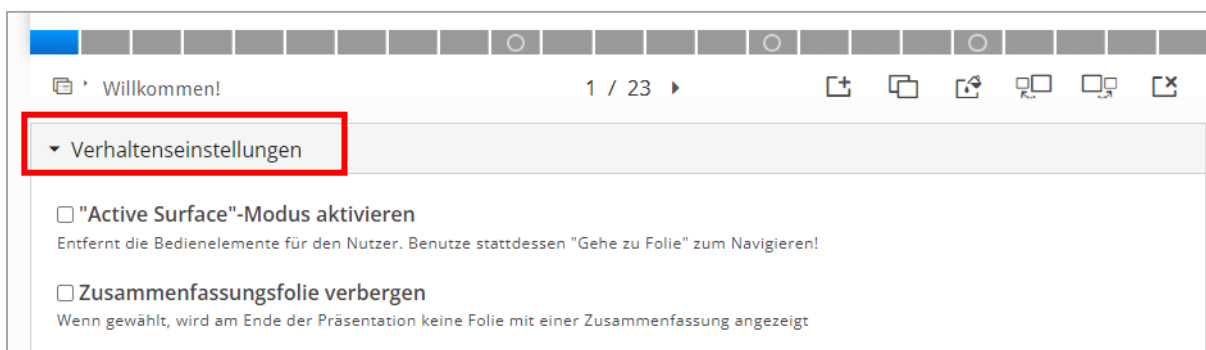 Willkommen!
1 / 23
Verhaltenseinstellungen
"Active Surface"-Modus aktivieren
Entfernt die Bedienelemente für den Nutzer. Benutze stattdessen "Gehe zu Folie" zum Navigieren!
Zusammenfassungsfolie verbergen
Wenn gewählt, wird am Ende der Präsentation keine Folie mit einer Zusammenfassung angezeigt